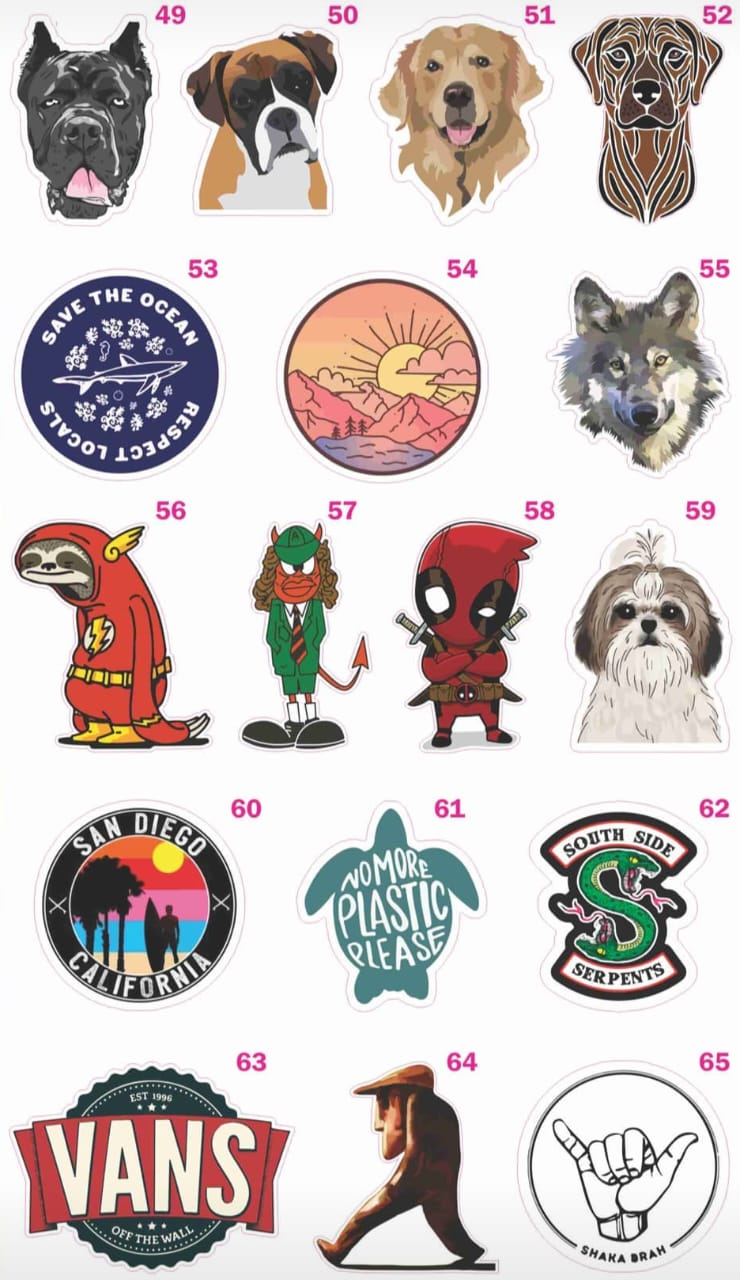 49
50
51
52
53
54
55
SAVE THE OCEAN
RESPECT LOCALS
56
57
58
59
A
60
61
62
SAN DIEGO
CALIFORNIA
NO MORE
PLASTIC
PLEASE
SOUTH SIDE
SERPENTS
63
64
65
EST 1996
VANS
OFF THE WALL
SHAKA BRAH